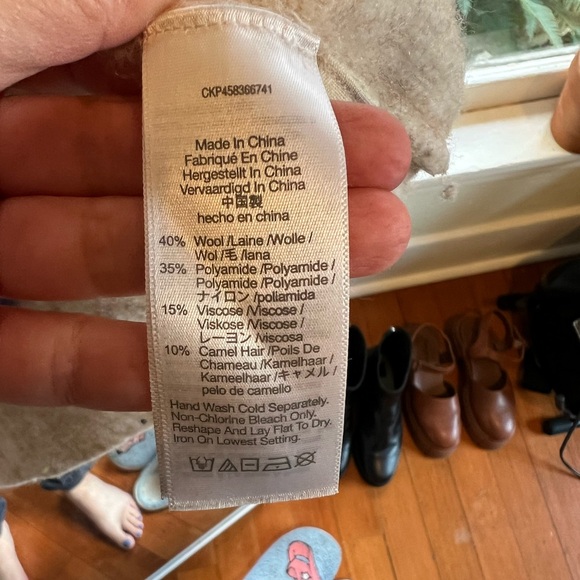 CKP458366741
Made In China
Fabriqué En Chine
Hergestellt In China
Vervaardigd In China
中国製
hecho en china
40% Wool /Laine /Wolle /
Wol /毛 /lana
35% Polyamide /Polyamide /
Polyamide /Polyamide /
ナイロン /poliamida
15% Viscose /Viscose /
Viskose /Viscose /
レーヨン /viscosa
10% Camel Hair /Poils De
Chameau /Kamelhaar /
Kameelhaar /キャメル /
pelo de camello
Hand Wash Cold Separately.
Non-Chlorine Bleach Only.
Reshape And Lay Flat To Dry.
Iron On Lowest Setting.